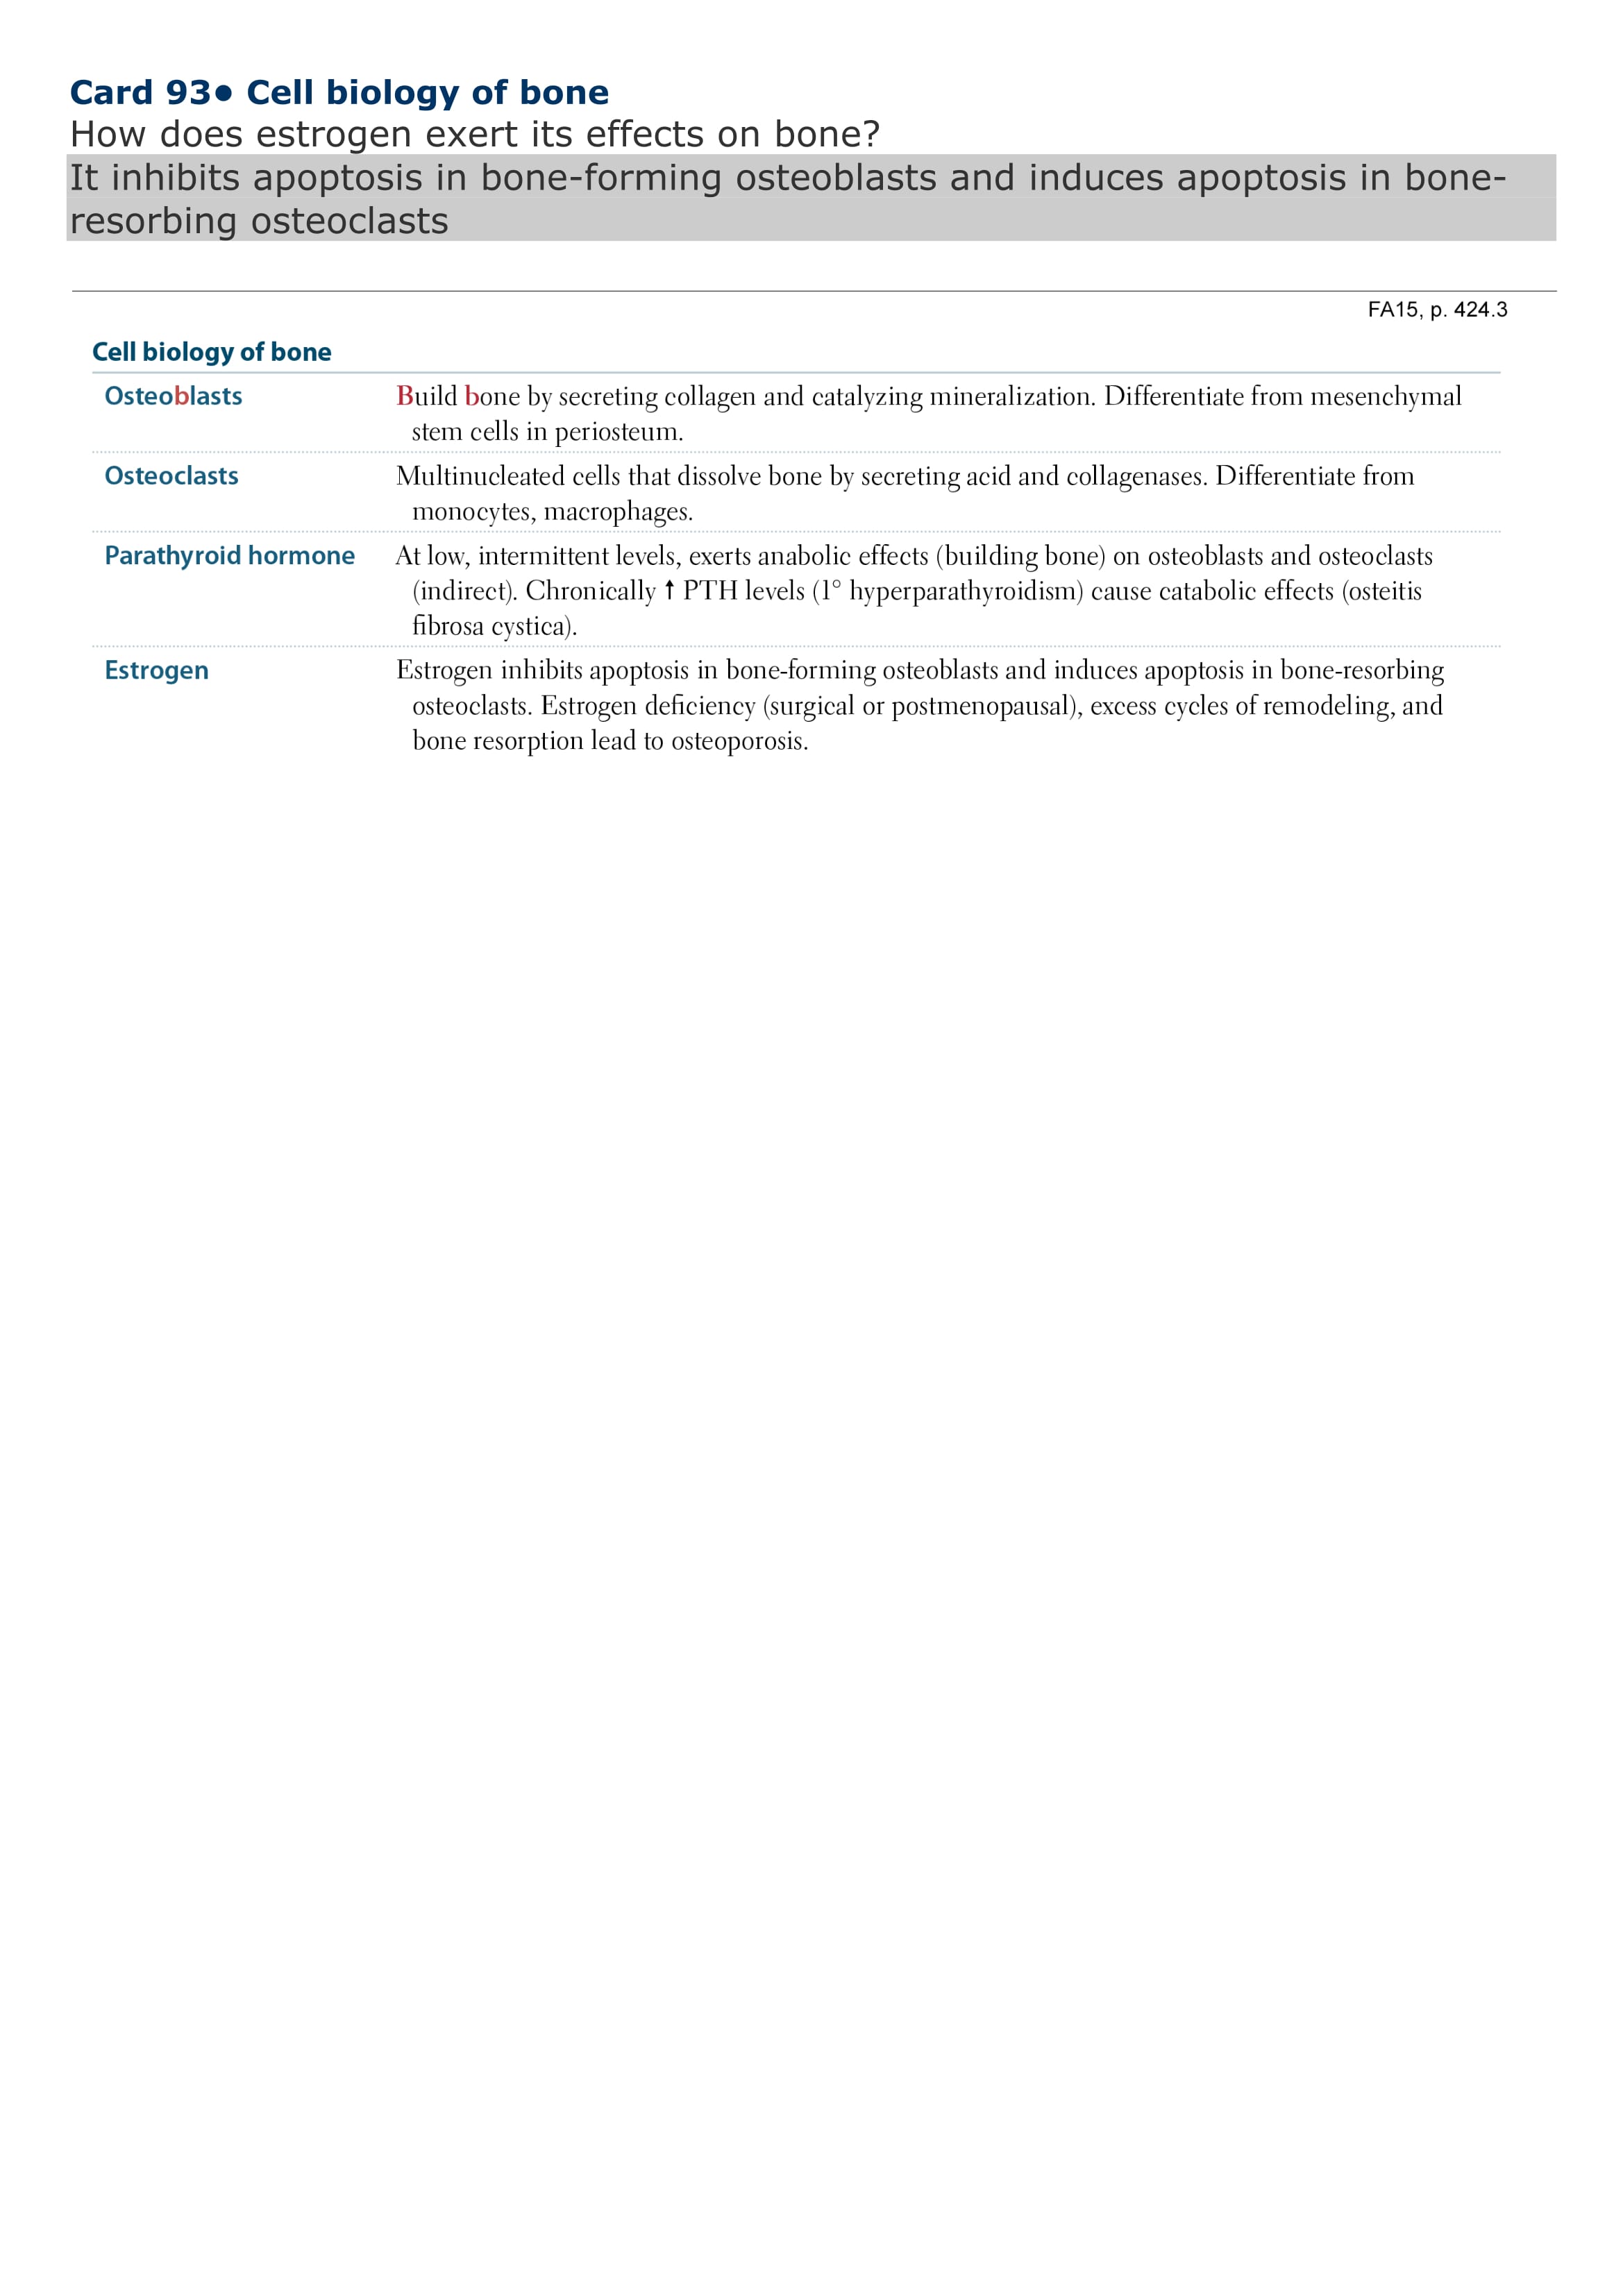 Card 93● Cell biology of bone
How does estrogen exert its effects on bone?
It inhibits apoptosis in bone-forming osteoblasts and induces apoptosis in bone-
resorbing osteoclasts
FA15, p. 424.3
Cell biology of bone
Osteoblasts Build bone by secreting collagen and catalyzing mineralization. Differentiate from mesenchymal
stem cells in periosteum.
Osteoclasts Multinucleated cells that dissolve bone by secreting acid and collagenases. Differentiate from
monocytes, macrophages.
Parathyroid hormone At low, intermittent levels, exerts anabolic effects (building bone) on osteoblasts and osteoclasts
(indirect). Chronically ↑ PTH levels (1° hyperparathyroidism) cause catabolic effects (osteitis
fibrosa cystica).
Estrogen Estrogen inhibits apoptosis in bone-forming osteoblasts and induces apoptosis in bone-resorbing
osteoclasts. Estrogen deficiency (surgical or postmenopausal), excess cycles of remodeling, and
bone resorption lead to osteoporosis.